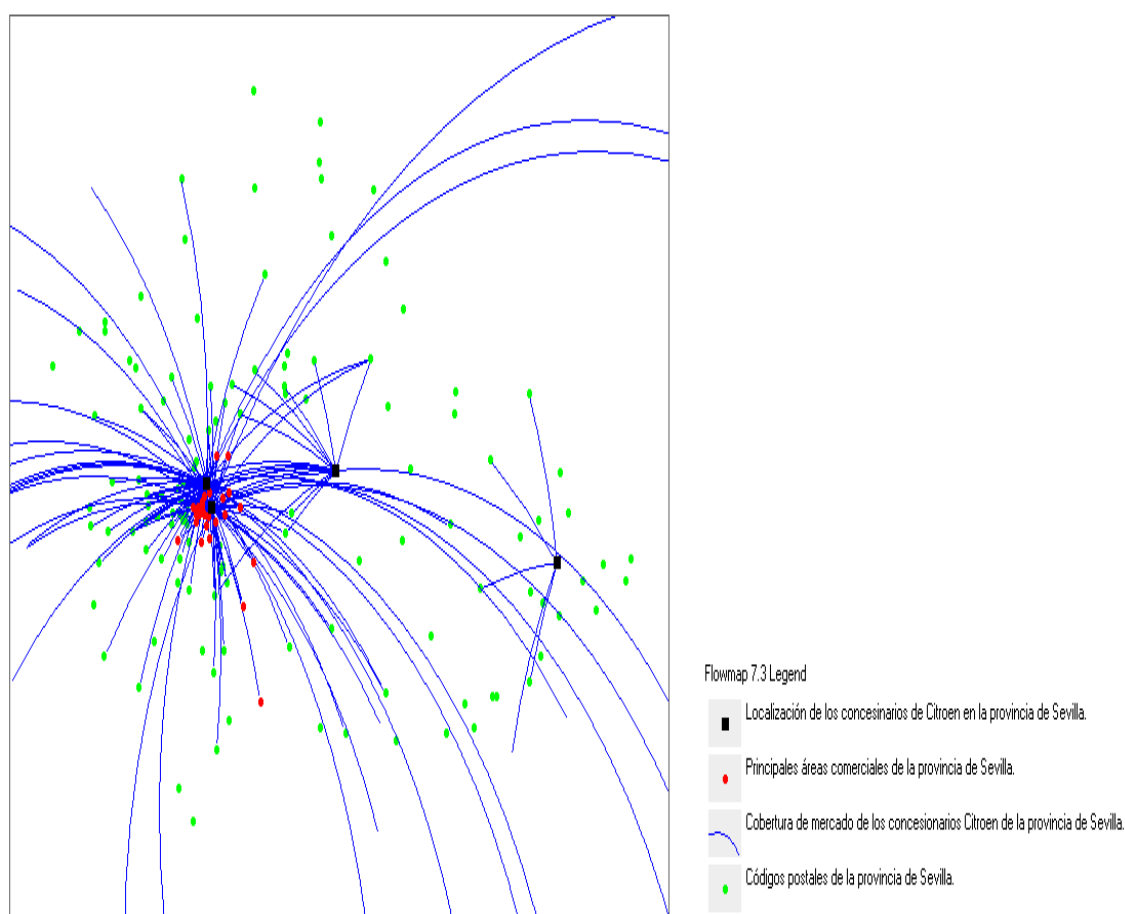 Flowmap 7.3 Legend
Localización de los concesinarios de Citroen en la provincia de Sevilla.
Principales áreas comerciales de la provincia de Sevilla.
Cobertura de mercado de los concesionarios Citroen de la provincia de Sevilla.
Códigos postales de la provincia de Sevilla.